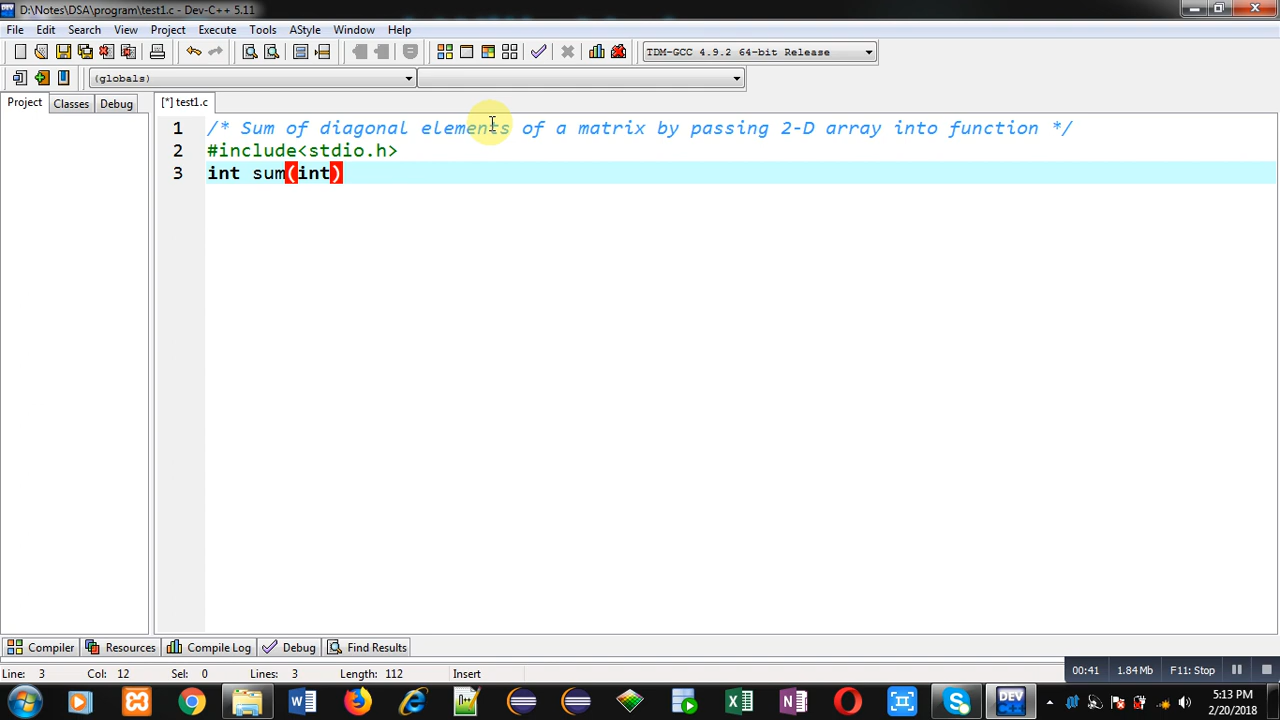 D:\Notes\DSA\program\test1.c - Dev-C++ 5.11
File Edit Search View Project Execute Tools AStyle Window Help
TDM-GCC 4.9.2 64-bit Release
(globals)
Project Classes Debug [*] test1.c
1 /* Sum of diagonal elements of a matrix by passing 2-D array into function */
2 #include<stdio.h>
3 int sum(int)
Compiler Resources Compile Log Debug Find Results
Line: 3 Col: 12 Sel: 0 Lines: 3 Length: 112 Insert
00:41 1.84 Mb F11: Stop
DEV
5:13 PM
2/20/2018